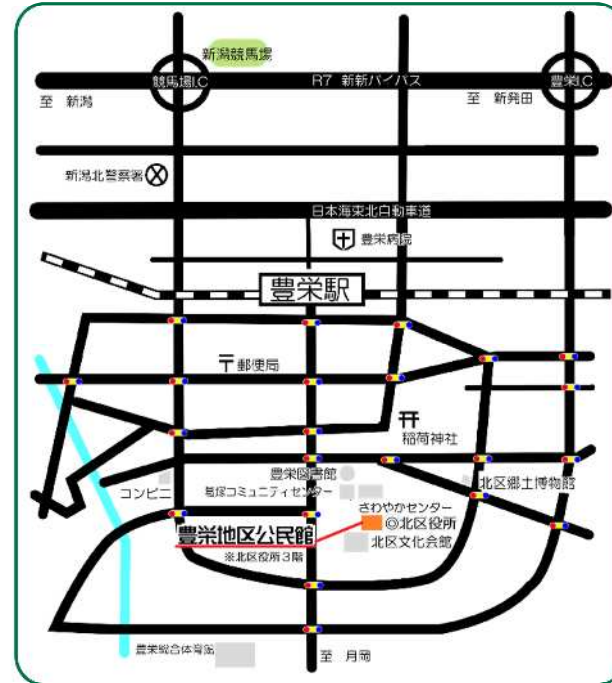 新潟競馬場
競馬場I.C
R7 新新バイパス
豊栄I.C
至 新潟
至 新発田
新潟北警察署
日本海東北自動車道
豊栄病院
豊栄駅
〒郵便局
稲荷神社
豊栄図書館
コンビニ
葛塚コミュニティセンター
北区郷土博物館
さわやかセンター
◎北区役所
豊栄地区公民館
北区文化会館
※北区役所3階
豊栄総合体育館
至 月岡